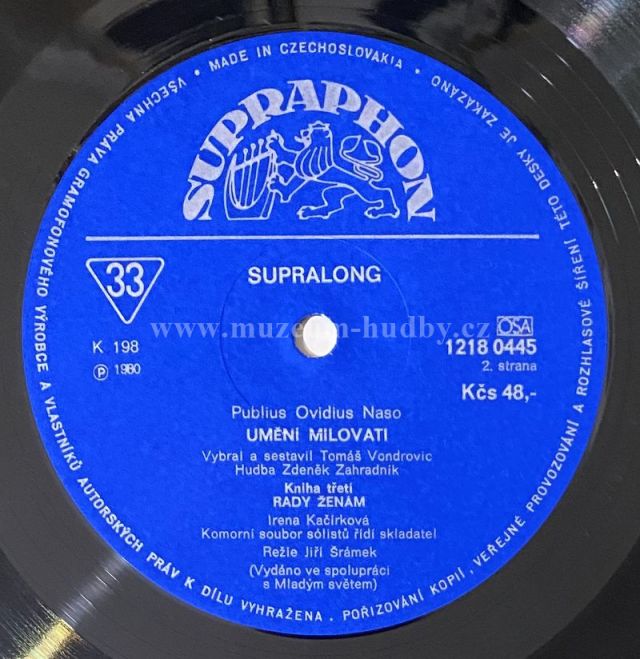 VŠECHNA PRÁVA GRAMOFONOVÉHO VÝROBCE A VLASTNÍKŮ AUTORSKÝCH PRÁV K DÍLU VYHRAŽENA. POŘIZOVÁNÍ KOPIÍ, VEŘEJNÉ PROVOZOVÁNÍ A ROZHLASOVÉ ŠÍŘENÍ TÉTO DESKY JE ZAKÁZÁNO • MADE IN CZECHOSLOVAKIA •
SUPRAPHON
33
SUPRALONG
www.muzeum-hudby.cz
OSA
K 198
1218 0445
Ⓟ 1980
2. strana
Kčs 48,-
Publius Ovidius Naso
UMĚNÍ MILOVATI
Vybral a sestavil Tomáš Vondrovic
Hudba Zdeněk Zahradník
Kniha třetí
RADY ŽENÁM
Irena Kačírková
Komorní soubor sólistů řídí skladatel
Režie Jiří Šrámek
(Vydáno ve spolupráci
s Mladým světem)